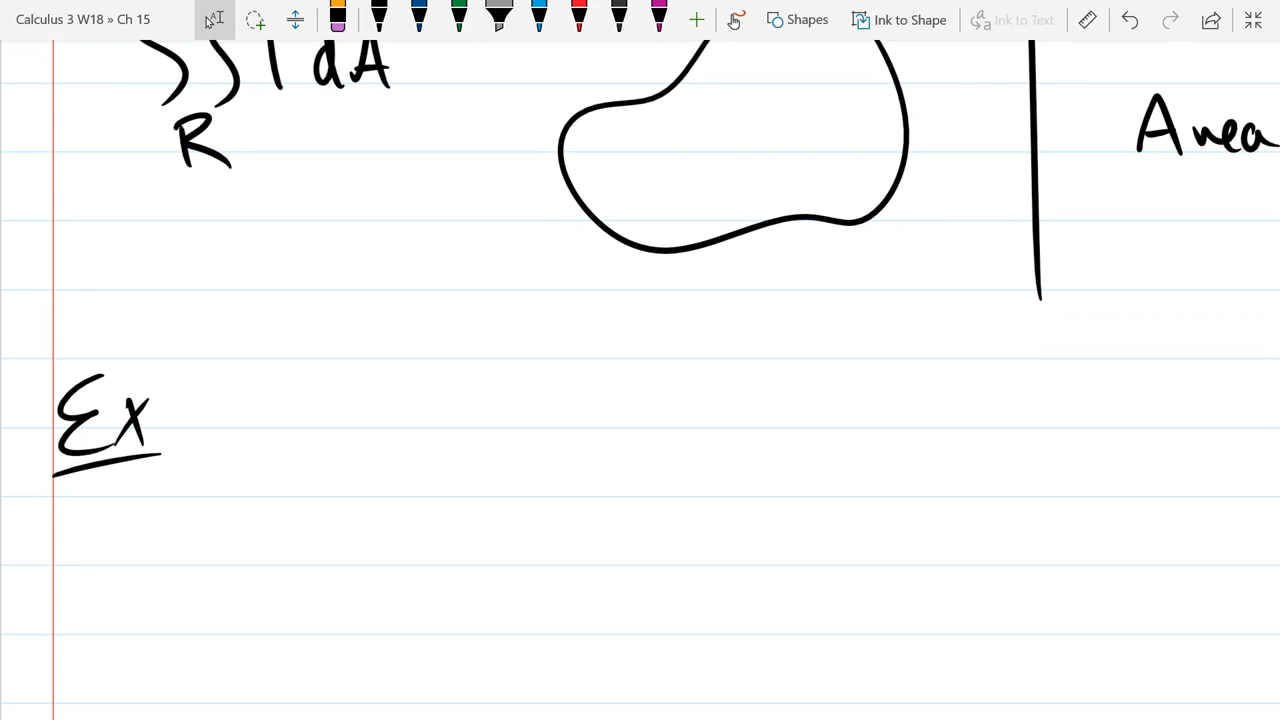 Calculus 3 W18 » Ch 15
Shapes
Ink to Shape
Ink to Text
∫∫ 1 dA
R
Area
Ex